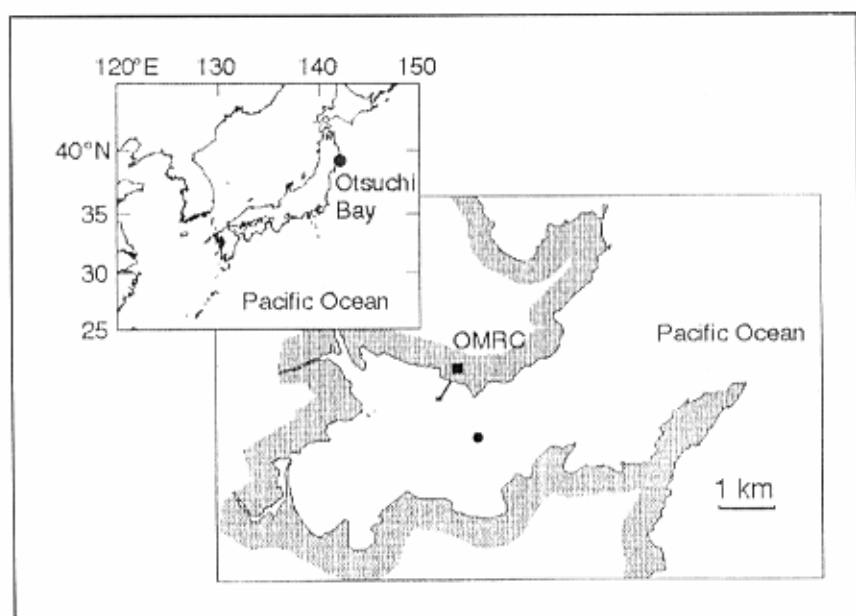 120°E 130 140 150
40°N
35
30
25
Otsuchi
Bay
Pacific Ocean
OMRC
Pacific Ocean
1 km